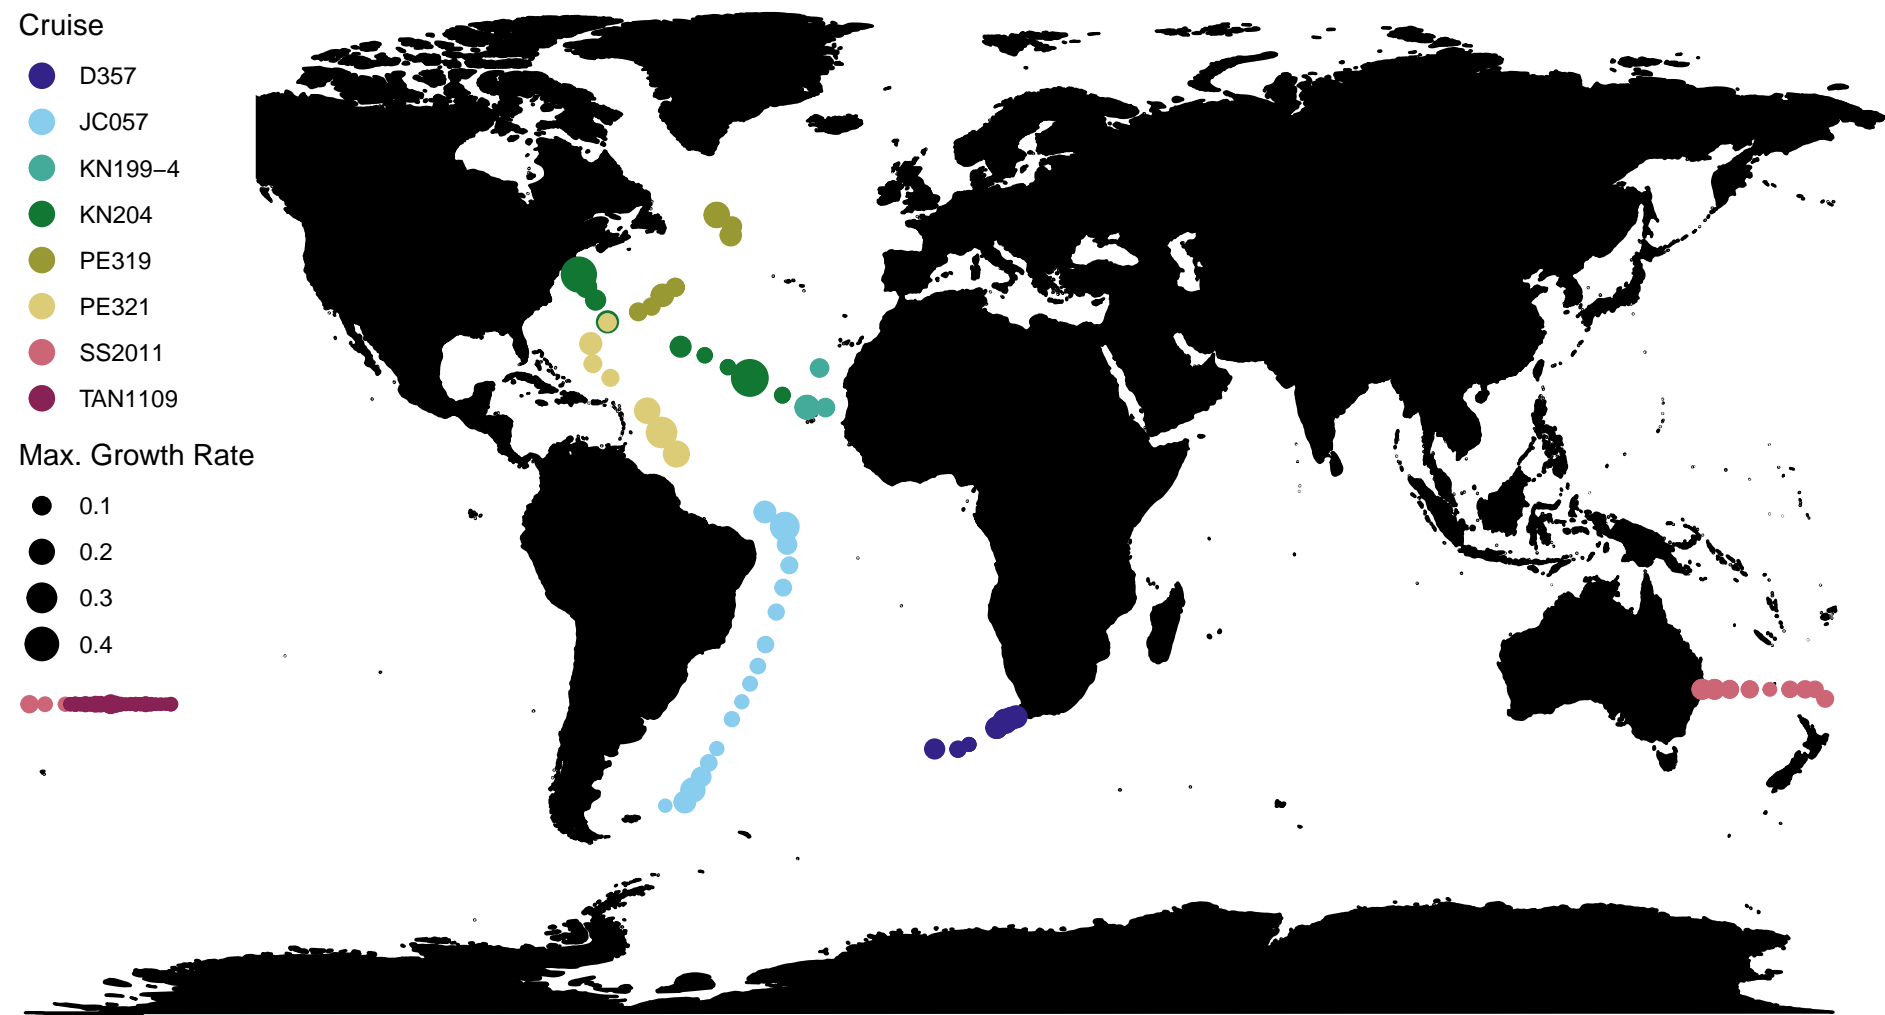 Cruise
D357
JC057
KN199−4
KN204
PE319
PE321
SS2011
TAN1109
Max. Growth Rate
0.1
0.2
0.3
0.4